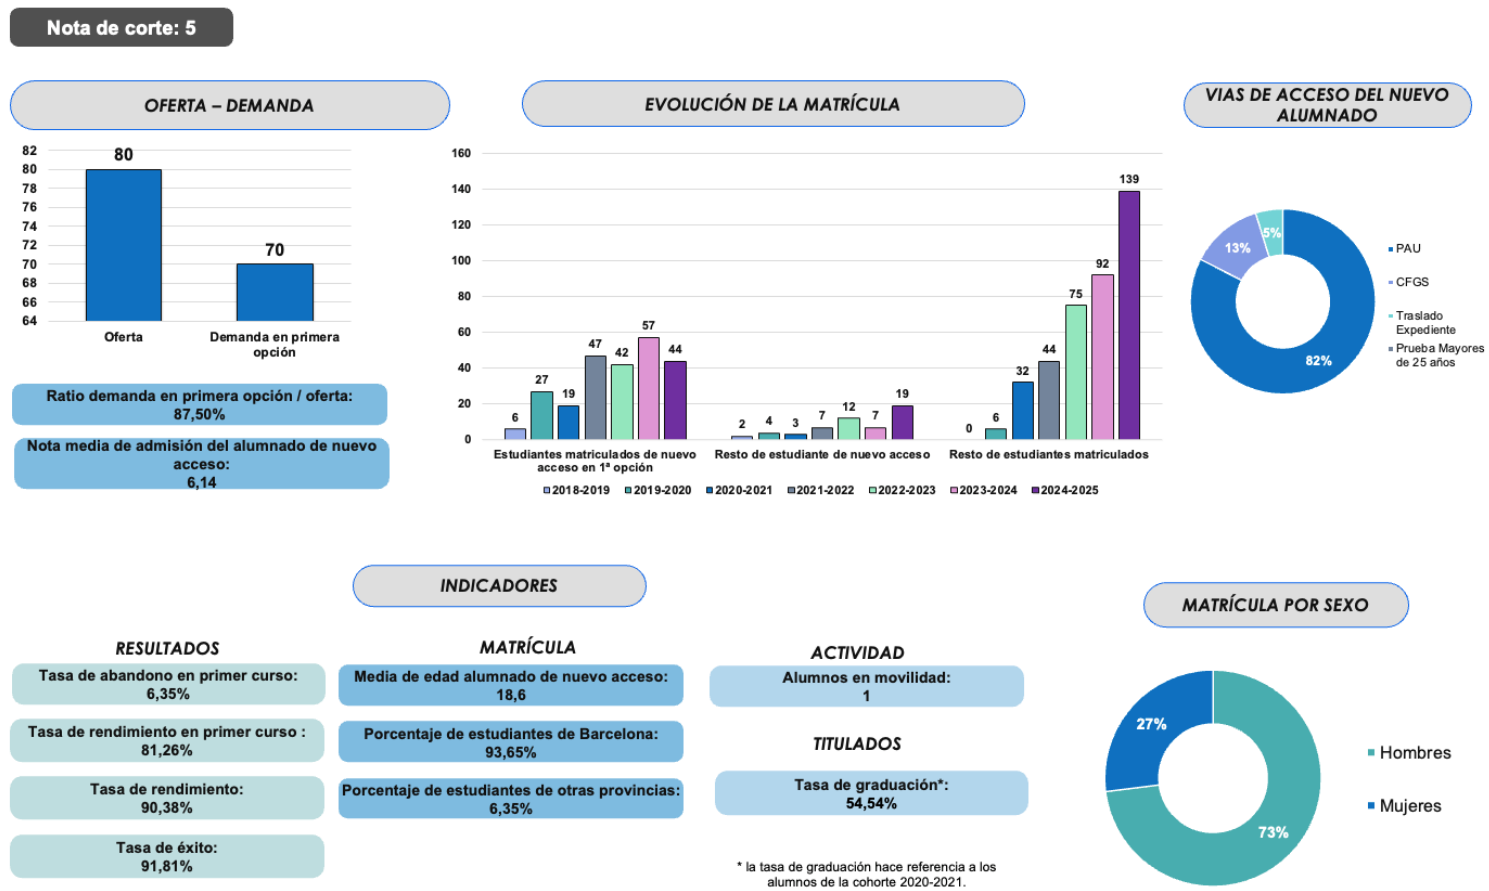 Nota de corte: 5
OFERTA – DEMANDA
82
80
78
76
74
72
70
68
66
64
80
70
Oferta
Demanda en primera
opción
Ratio demanda en primera opción / oferta:
87,50%
Nota media de admisión del alumnado de nuevo
acceso:
6,14
EVOLUCIÓN DE LA MATRÍCULA
160
140
120
100
80
60
40
20
0
6
27
19
47
42
57
44
2
4
3
7
12
7
19
0
6
32
44
75
92
139
Estudiantes matriculados de nuevo
acceso en 1ª opción
Resto de estudiante de nuevo acceso
Resto de estudiantes matriculados
2018-2019
2019-2020
2020-2021
2021-2022
2022-2023
2023-2024
2024-2025
VIAS DE ACCESO DEL NUEVO
ALUMNADO
5%
13%
82%
PAU
CFGS
Traslado
Expediente
Prueba Mayores
de 25 años
INDICADORES
RESULTADOS
Tasa de abandono en primer curso:
6,35%
Tasa de rendimiento en primer curso :
81,26%
Tasa de rendimiento:
90,38%
Tasa de éxito:
91,81%
MATRÍCULA
Media de edad alumnado de nuevo acceso:
18,6
Porcentaje de estudiantes de Barcelona:
93,65%
Porcentaje de estudiantes de otras provincias:
6,35%
ACTIVIDAD
Alumnos en movilidad:
1
TITULADOS
Tasa de graduación*:
54,54%
* la tasa de graduación hace referencia a los
alumnos de la cohorte 2020-2021.
MATRÍCULA POR SEXO
27%
73%
Hombres
Mujeres